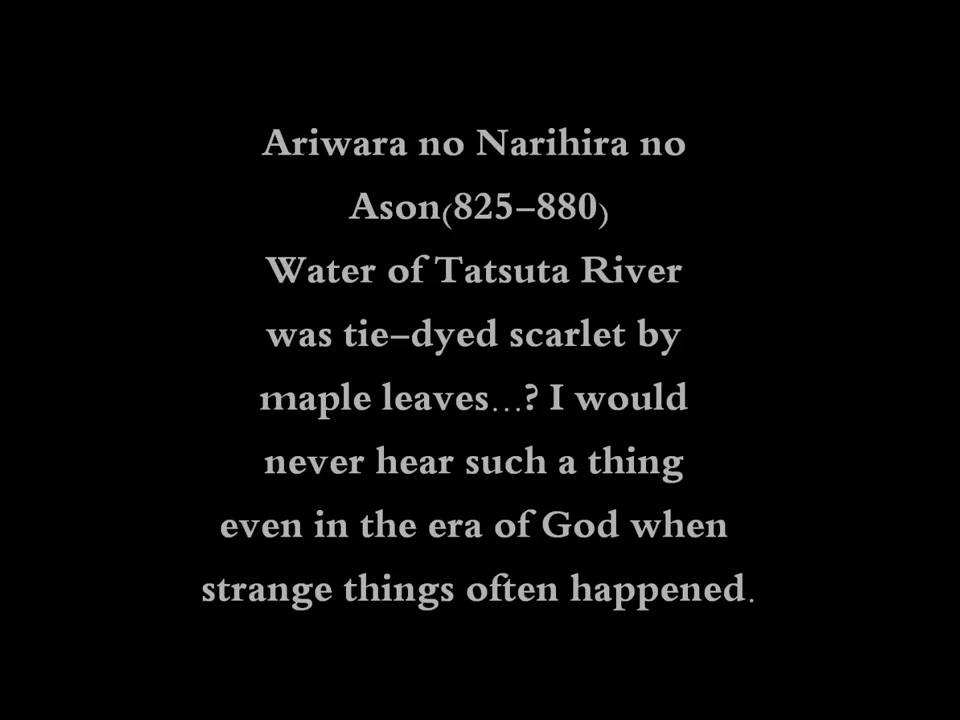 Ariwara no Narihira no
Ason(825–880)
Water of Tatsuta River
was tie–dyed scarlet by
maple leaves…? I would
never hear such a thing
even in the era of God when
strange things often happened.